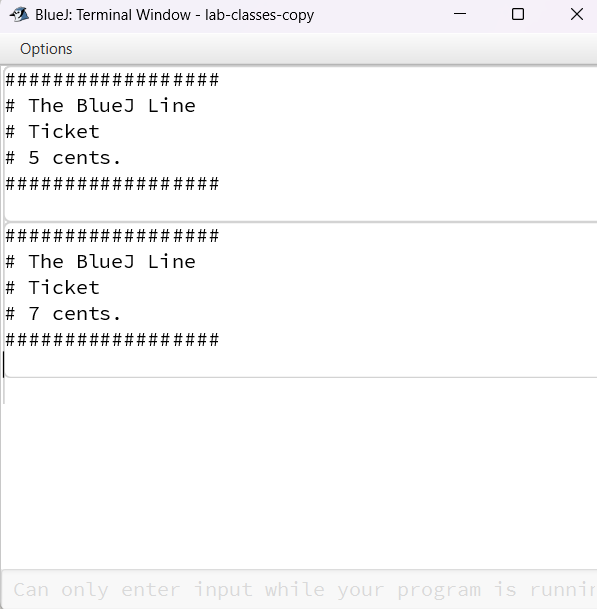 BlueJ: Terminal Window - lab-classes-copy
Options
##################
# The BlueJ Line
# Ticket
# 5 cents.
##################
##################
# The BlueJ Line
# Ticket
# 7 cents.
##################
Can only enter input while your program is runnin